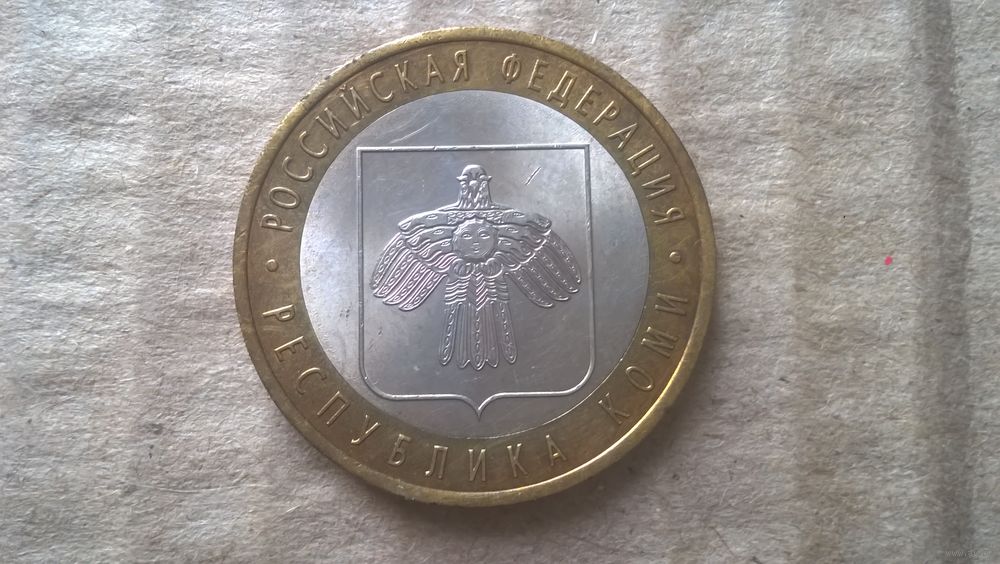 РОССИЙСКАЯ ФЕДЕРАЦИЯ
РЕСПУБЛИКА КОМИ